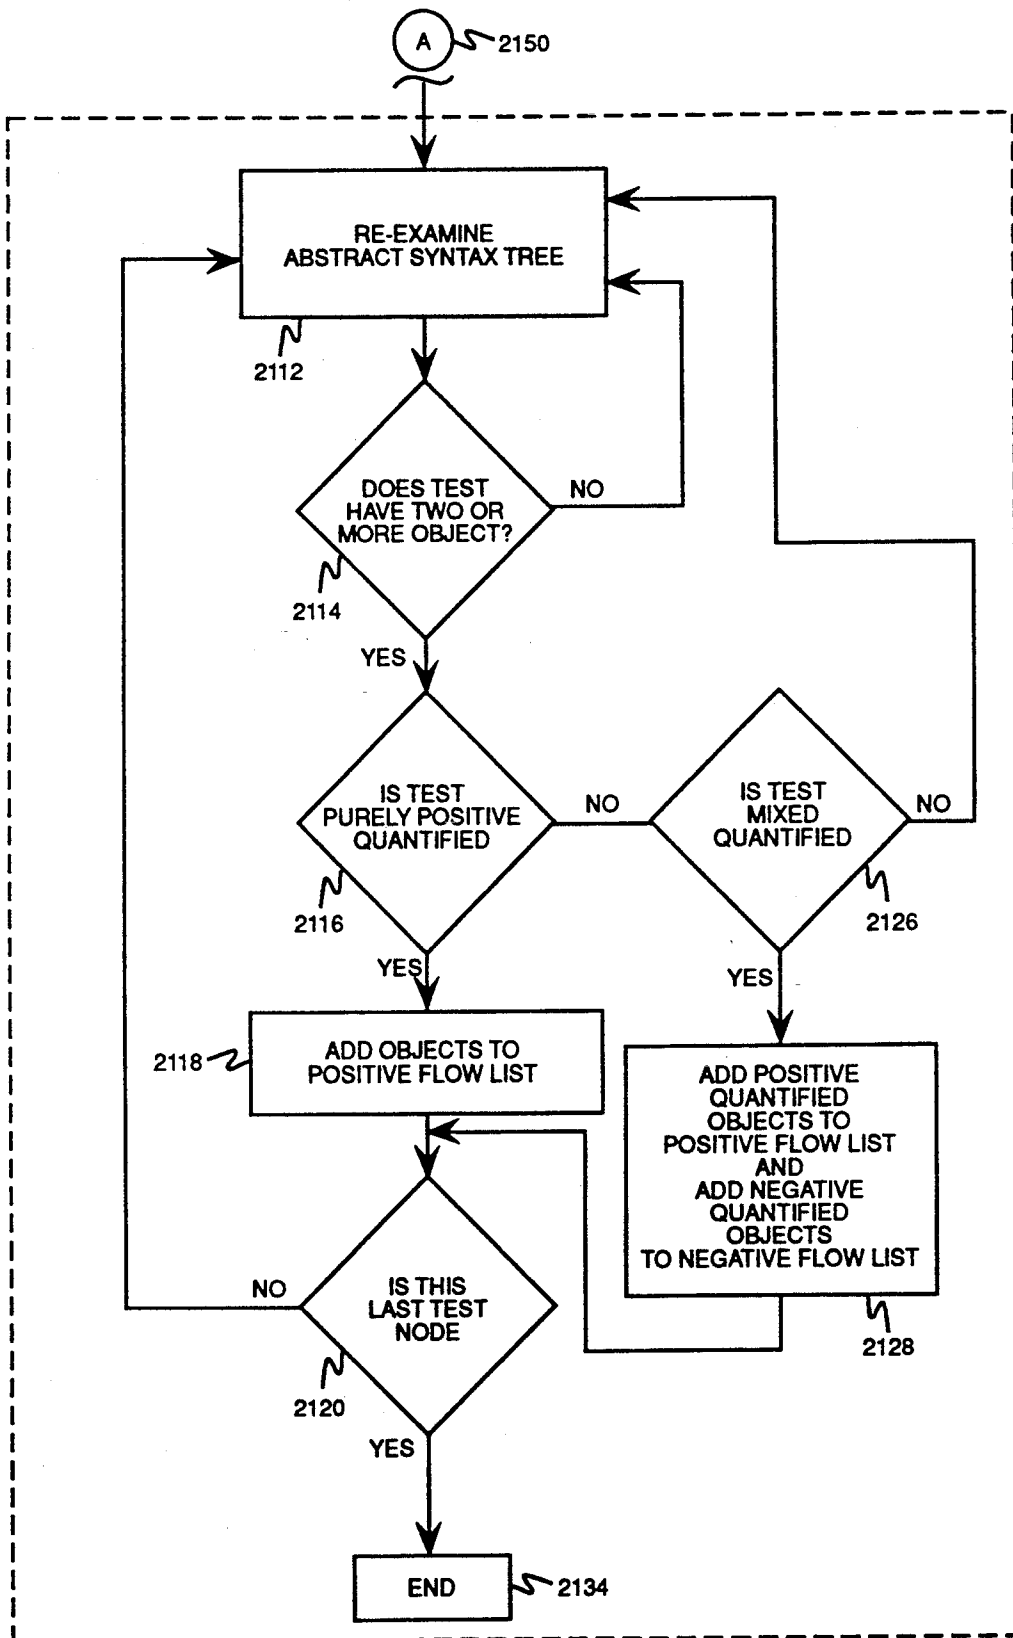 A
2150
RE-EXAMINE
ABSTRACT SYNTAX TREE
2112
DOES TEST
HAVE TWO OR
MORE OBJECT?
NO
2114
YES
IS TEST
PURELY POSITIVE
QUANTIFIED
NO
IS TEST
MIXED
QUANTIFIED
NO
2116
2126
YES
YES
2118
ADD OBJECTS TO
POSITIVE FLOW LIST
ADD POSITIVE
QUANTIFIED
OBJECTS TO
POSITIVE FLOW LIST
AND
ADD NEGATIVE
QUANTIFIED
OBJECTS
TO NEGATIVE FLOW LIST
2128
NO
IS THIS
LAST TEST
NODE
2120
YES
END
2134